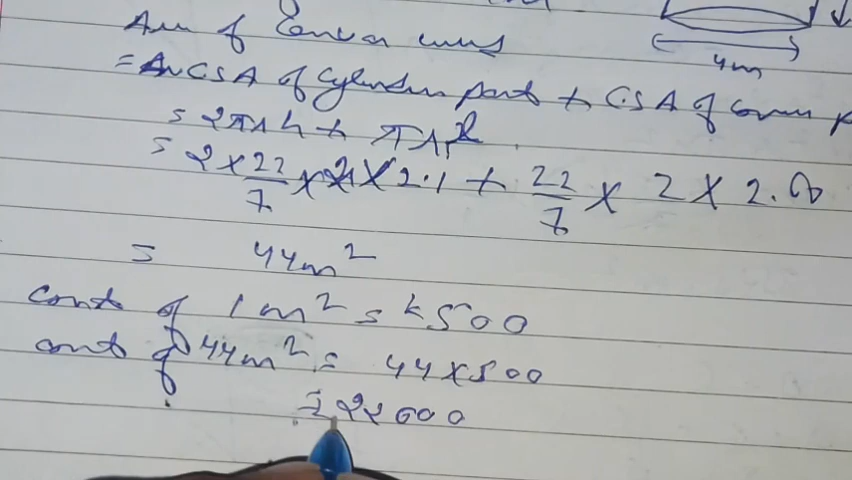 4m
Area of Canvas used
= CSA of Cylinder part + CSA of conical p
= 2πrh + πrl
= 2 × 22/7 × 2 × 2.1 + 22/7 × 2 × 2.8
= 44m²
Cost of 1m² = ₹500
cost of 44m² = 44×500
= 22000